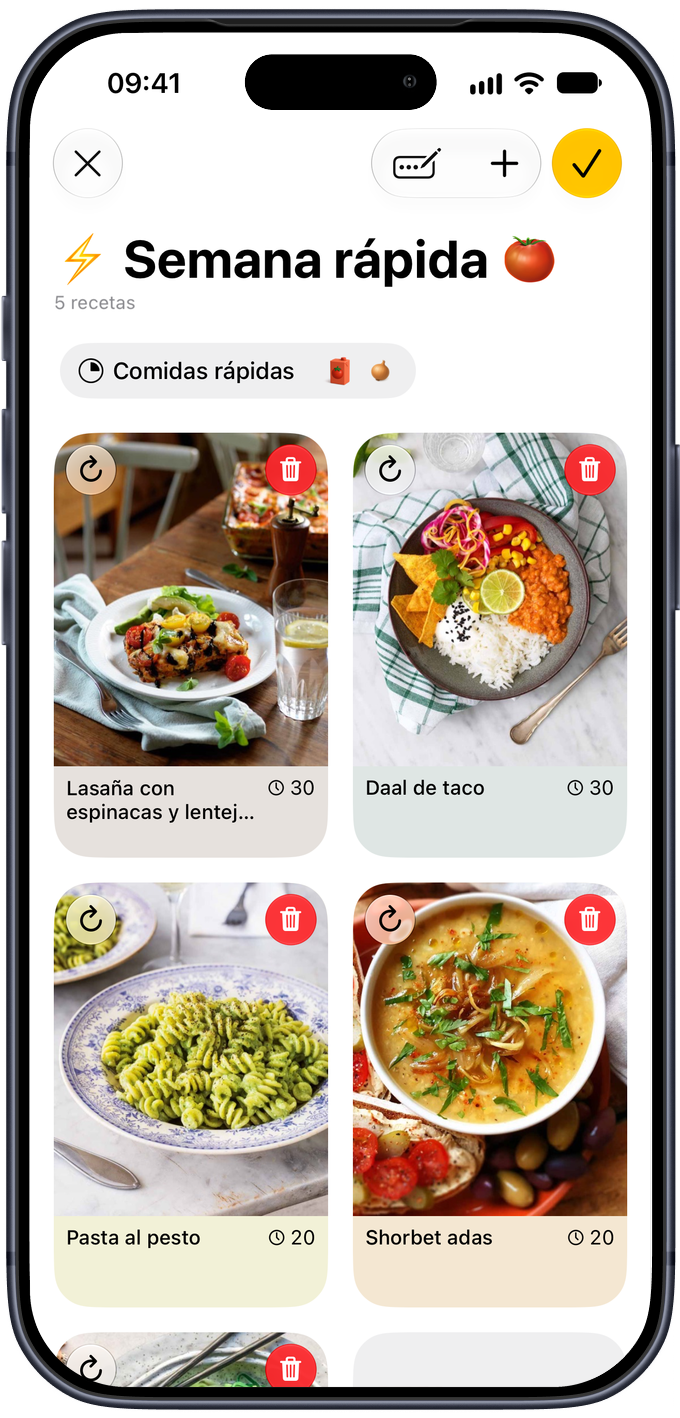 09:41
⚡ Semana rápida 🍅
5 recetas
Comidas rápidas
Lasaña con
espinacas y lentej...
30
Daal de taco
30
Pasta al pesto
20
Shorbet adas
20